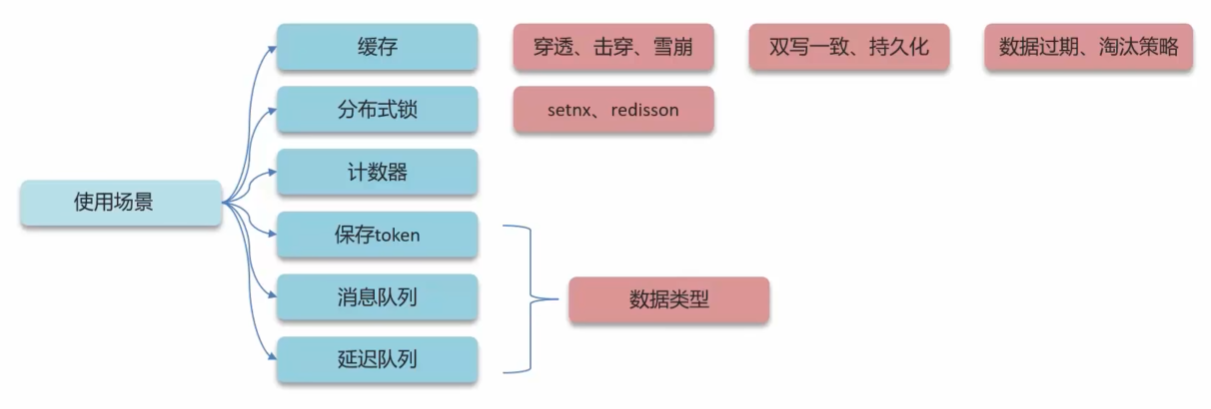 缓存
穿透、击穿、雪崩
双写一致、持久化
数据过期、淘汰策略
分布式锁
setnx、redisson
计数器
使用场景
保存token
消息队列
数据类型
延迟队列